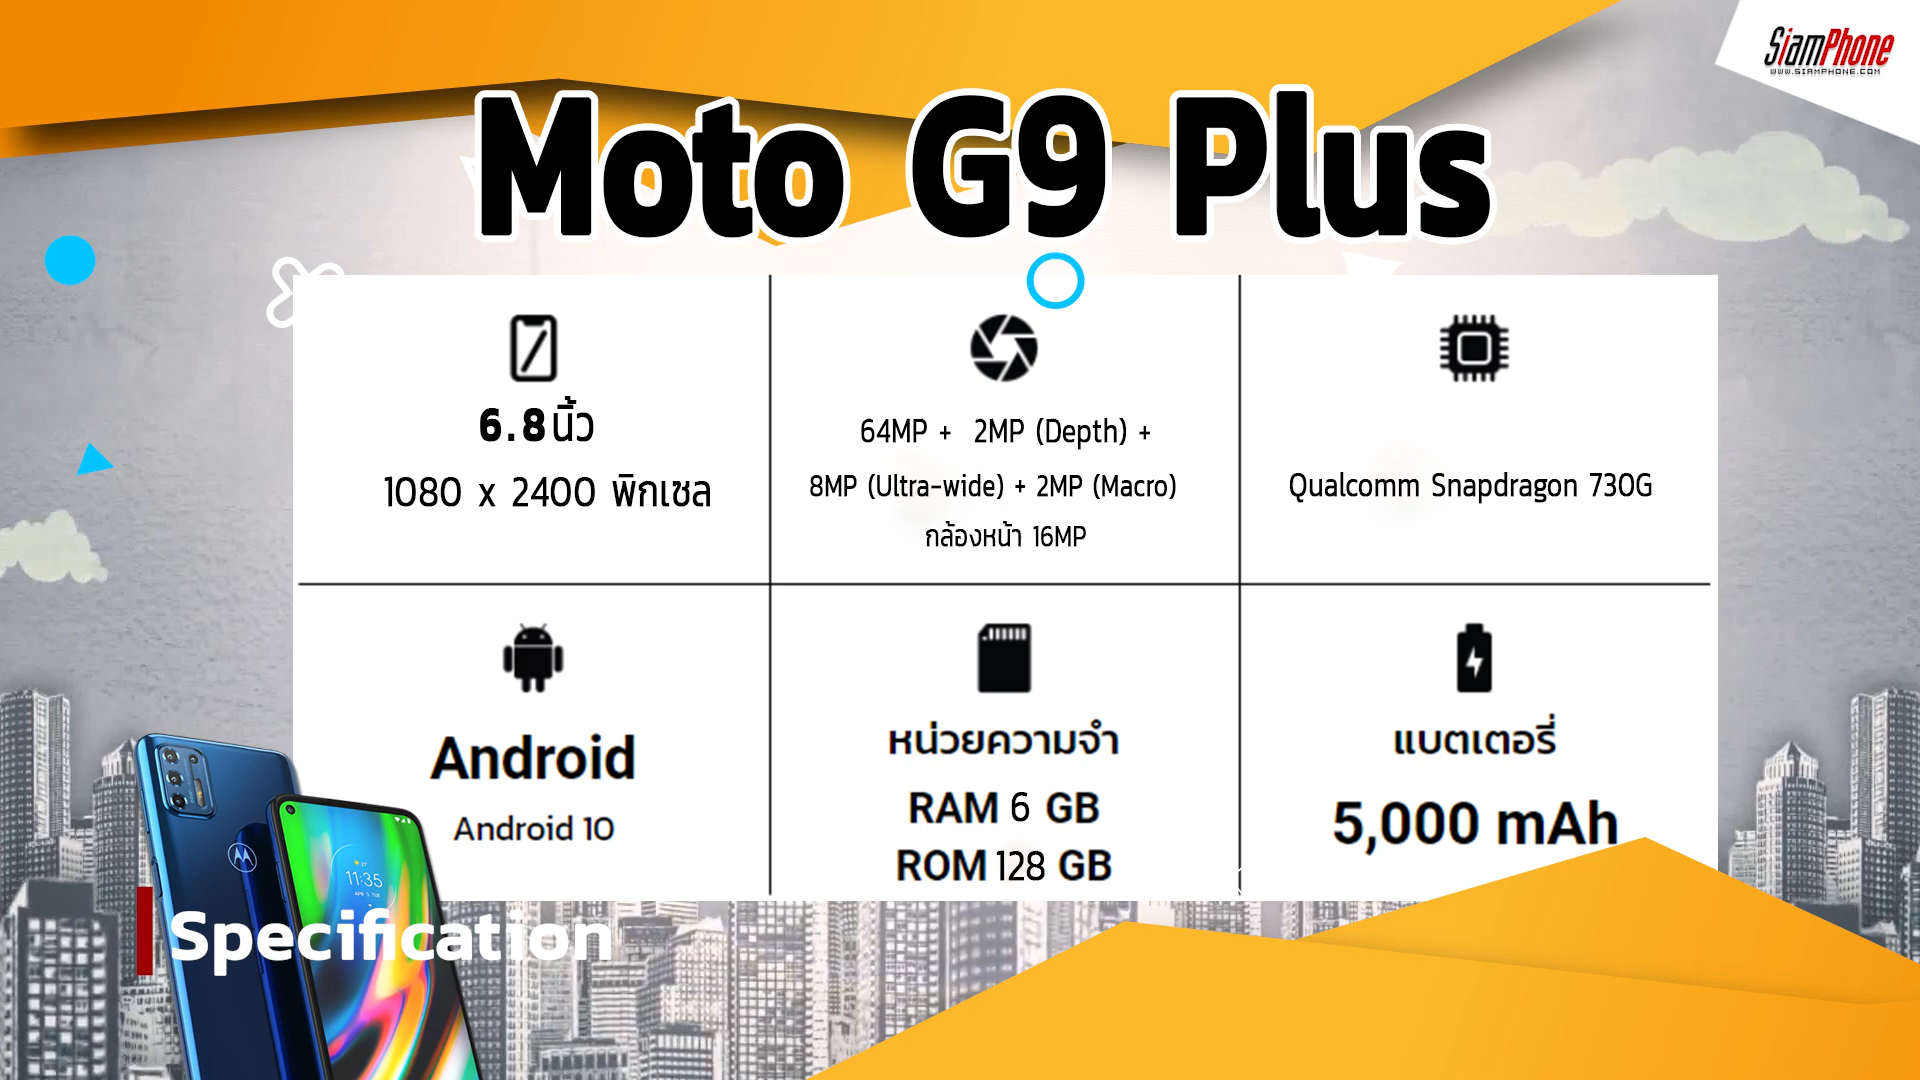 SiamPhone
WWW.SIAMPHONE.COM
Moto G9 Plus
6.8นิ้ว
1080 x 2400 พิกเซล
64MP + 2MP (Depth) +
8MP (Ultra-wide) + 2MP (Macro)
กล้องหน้า 16MP
Qualcomm Snapdragon 730G
Android
Android 10
หน่วยความจำ
RAM 6 GB
ROM 128 GB
แบตเตอรี่
5,000 mAh
11:35
Specification